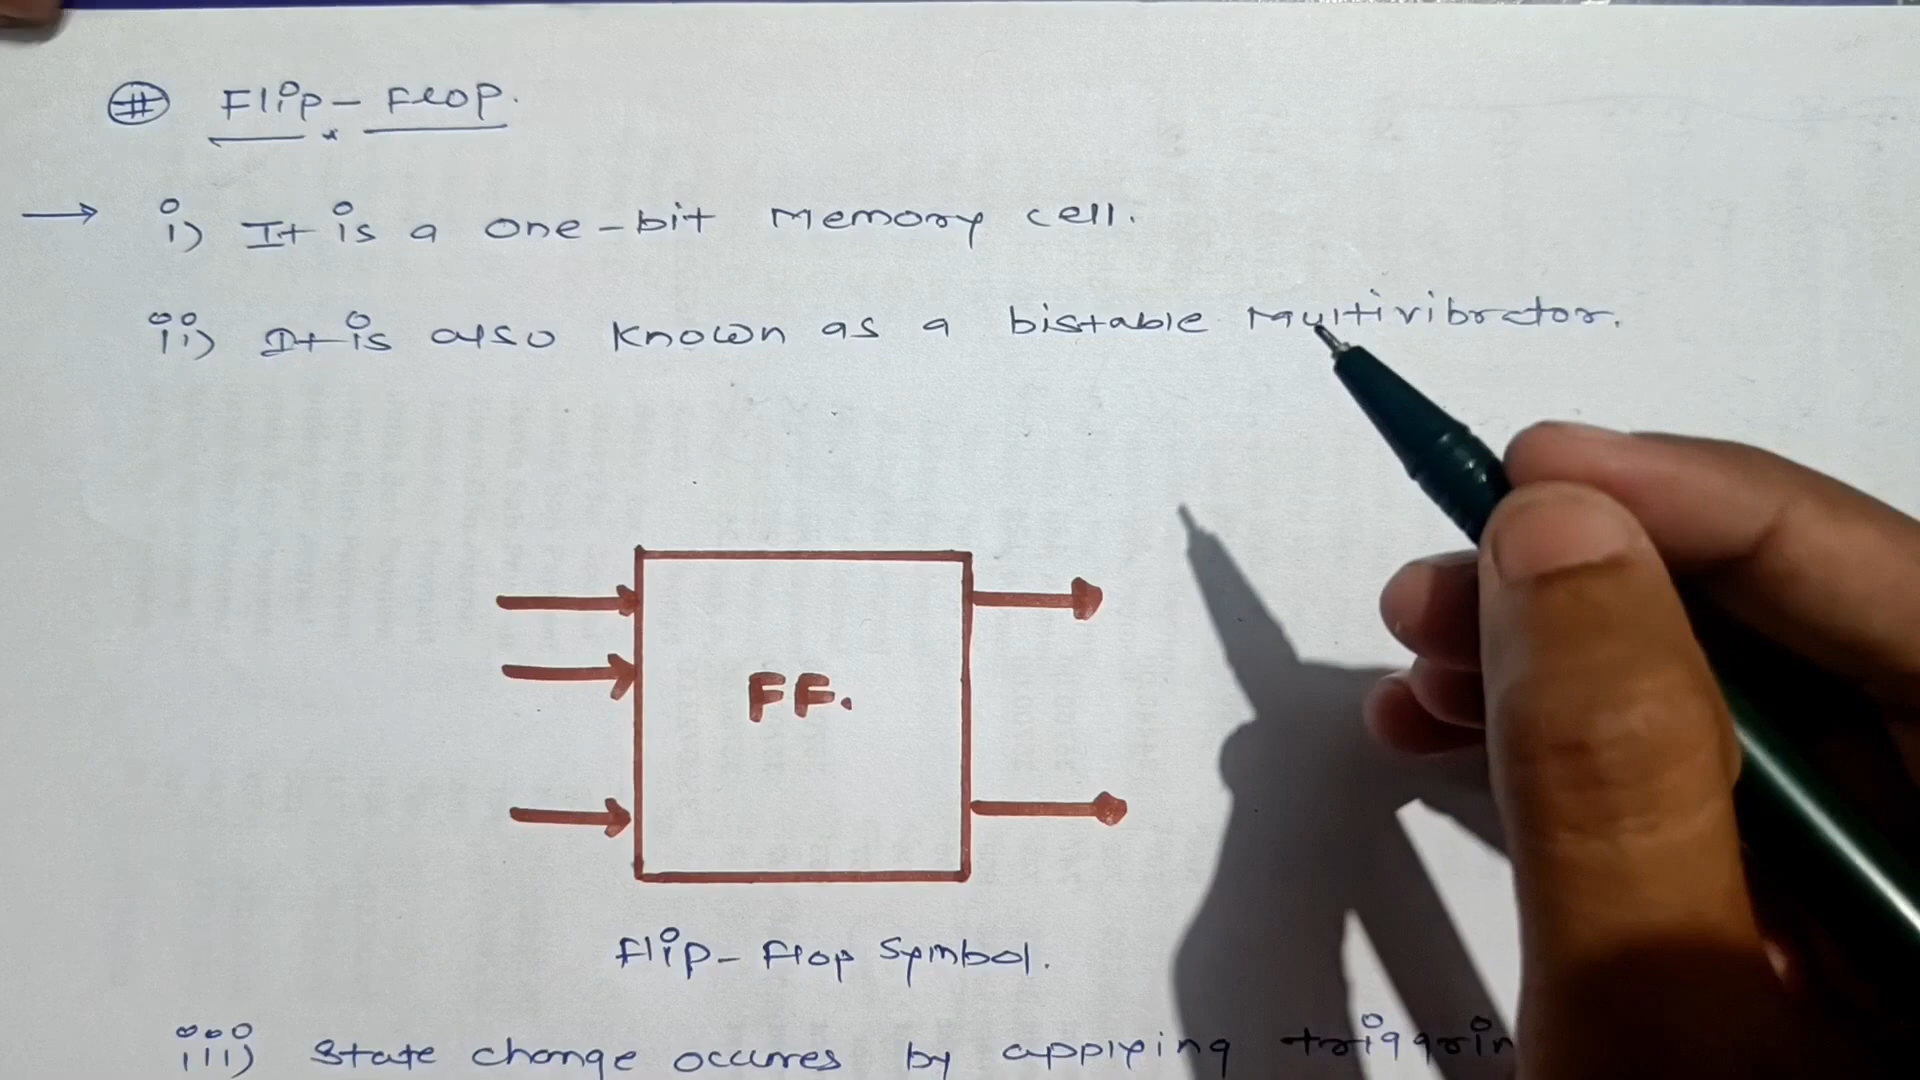 # Flip-Flop.
→ i) It is a one-bit memory cell.
ii) It is also known as a bistable Multivibrator.
FF.
Flip-Flop Symbol.
iii) State change occures by applying